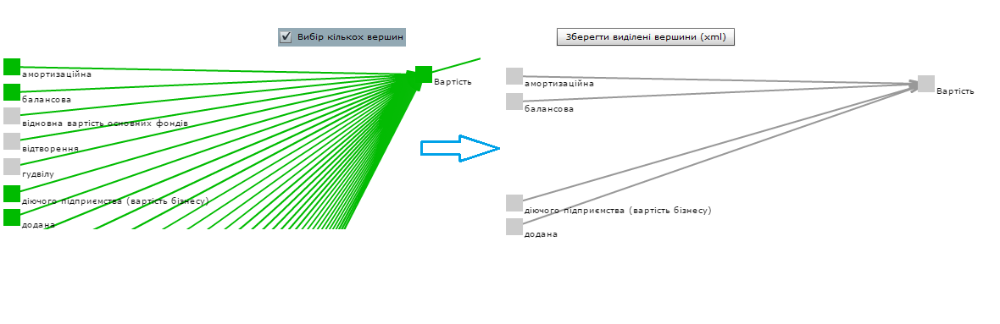 Вибір кількох вершин
Зберегти виділені вершини (xml)
амортизаційна
балансова
відновна вартість основних фондів
відтворення
гудвілу
діючого підприємства (вартість бізнесу)
додана
Вартість
амортизаційна
балансова
діючого підприємства (вартість бізнесу)
додана
Вартість